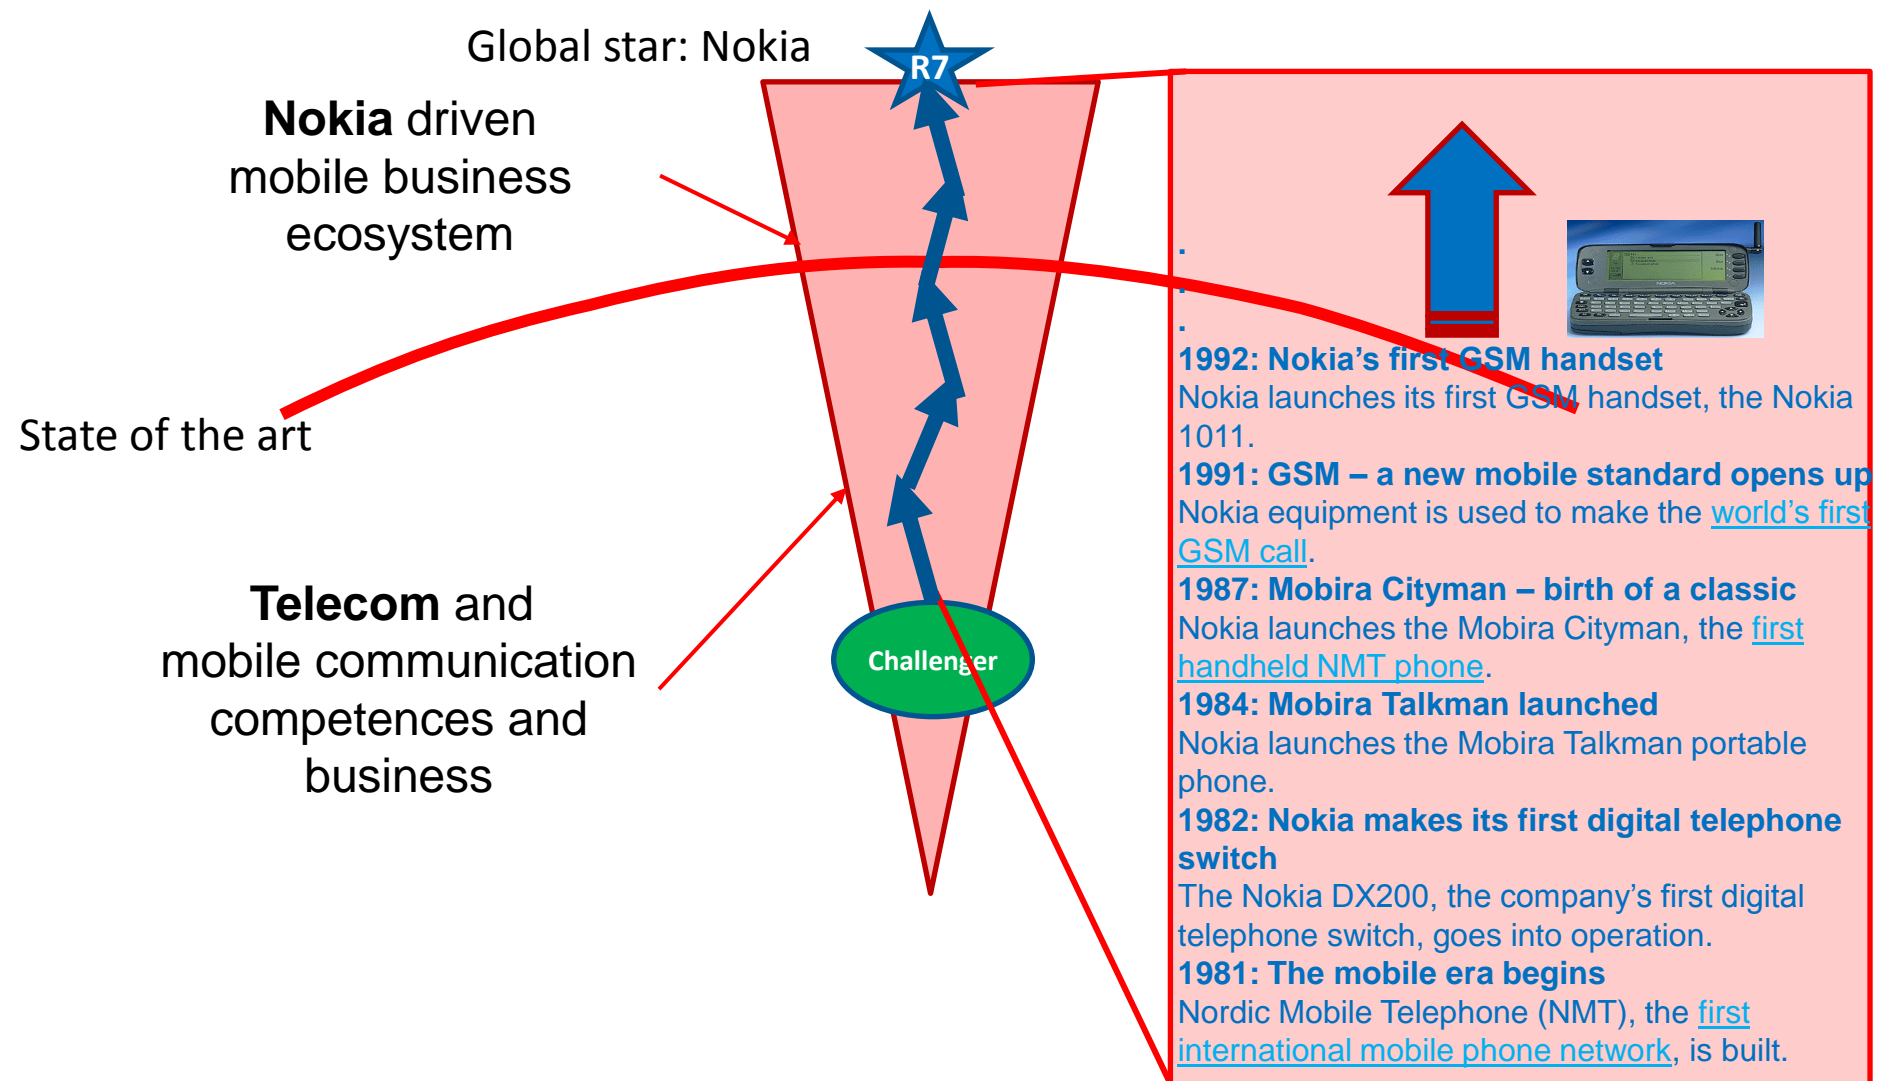 Global star: Nokia
R7
Nokia driven
mobile business
ecosystem
State of the art
Telecom and
mobile communication
competences and
business
Challenger
.
.
.
1992: Nokia’s first GSM handset
Nokia launches its first GSM handset, the Nokia
1011.
1991: GSM – a new mobile standard opens up
Nokia equipment is used to make the world’s first
GSM call.
1987: Mobira Cityman – birth of a classic
Nokia launches the Mobira Cityman, the first
handheld NMT phone.
1984: Mobira Talkman launched
Nokia launches the Mobira Talkman portable
phone.
1982: Nokia makes its first digital telephone
switch
The Nokia DX200, the company’s first digital
telephone switch, goes into operation.
1981: The mobile era begins
Nordic Mobile Telephone (NMT), the first
international mobile phone network, is built.
NOKIA